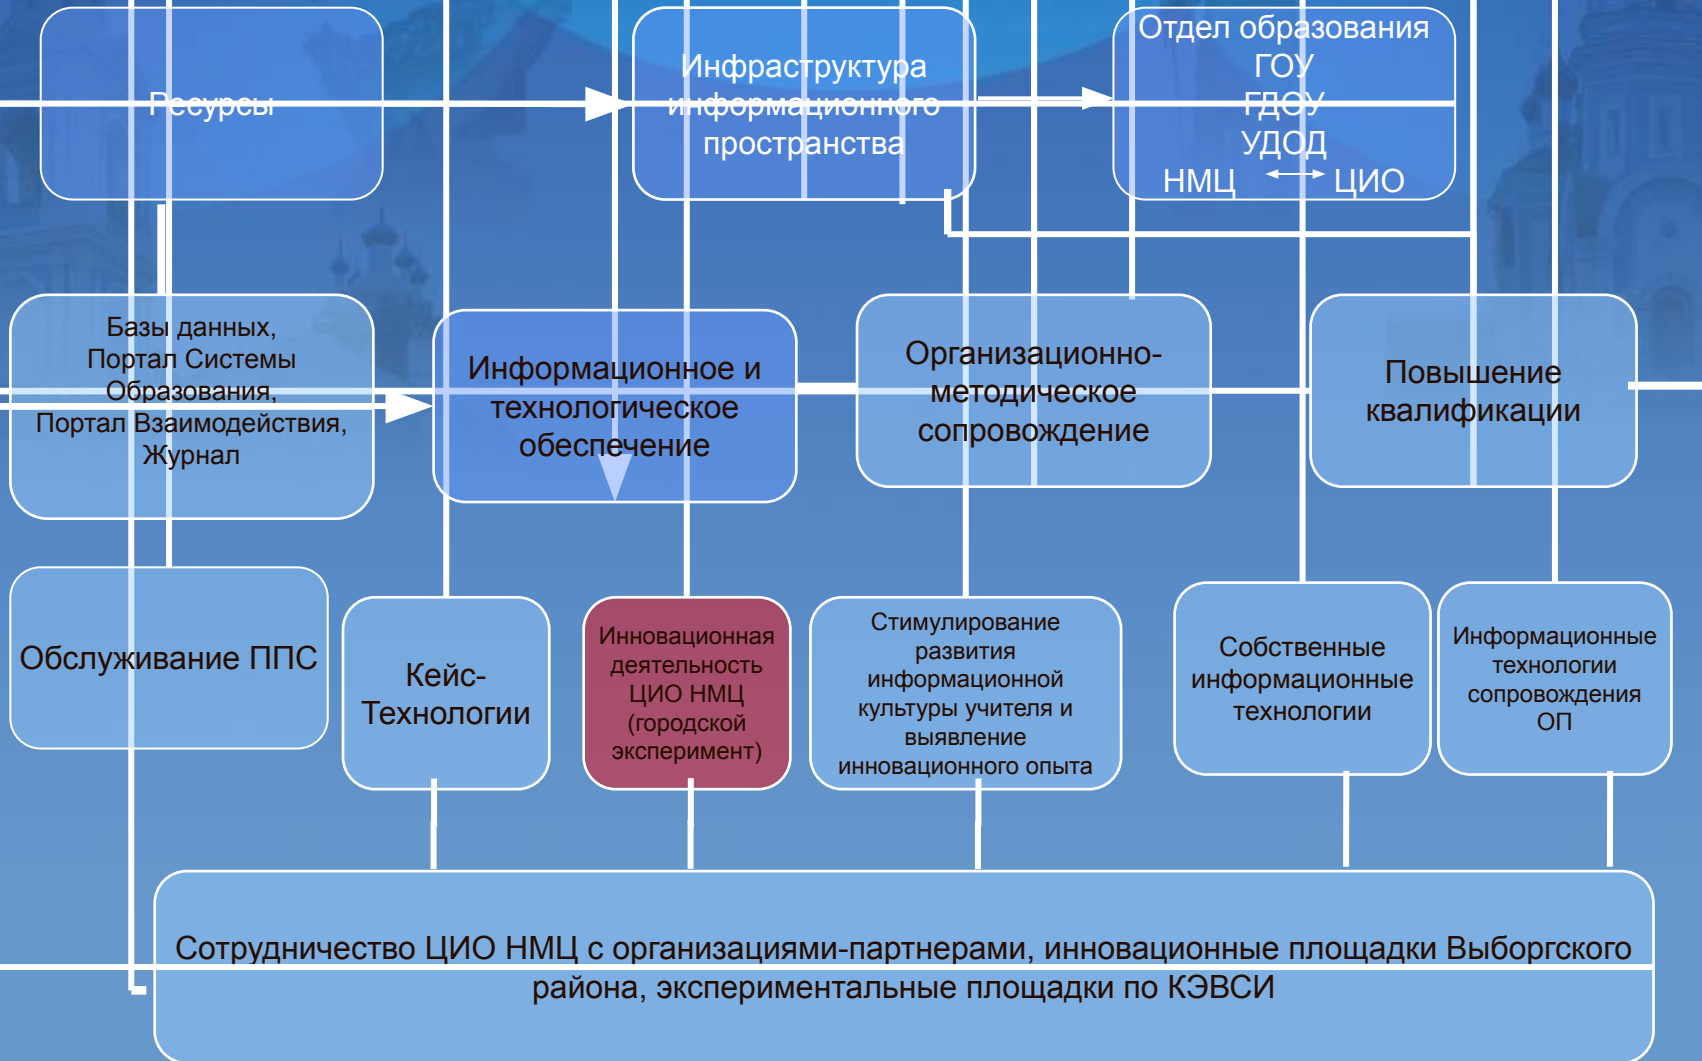 Ресурсы
Инфраструктура
информационного
пространства
Отдел образования
ГОУ
ГДОУ
УДОД
НМЦ ЦИО
Базы данных,
Портал Системы
Образования,
Портал Взаимодействия,
Журнал
Информационное и
технологическое
обеспечение
Организационно-
методическое
сопровождение
Повышение
квалификации
Обслуживание ППС
Кейс-
Технологии
Инновационная
деятельность
ЦИО НМЦ
(городской
эксперимент)
Стимулирование
развития
информационной
культуры учителя и
выявление
инновационного опыта
Собственные
информационные
технологии
Информационные
технологии
сопровождения
ОП
Сотрудничество ЦИО НМЦ с организациями-партнерами, инновационные площадки Выборгского
района, экспериментальные площадки по КЭВСИ